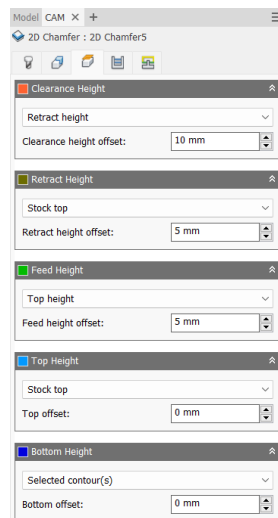 Model CAM × +
2D Chamfer : 2D Chamfer5
Clearance Height
Retract height
Clearance height offset: 10 mm
Retract Height
Stock top
Retract height offset: 5 mm
Feed Height
Top height
Feed height offset: 5 mm
Top Height
Stock top
Top offset: 0 mm
Bottom Height
Selected contour(s)
Bottom offset: 0 mm